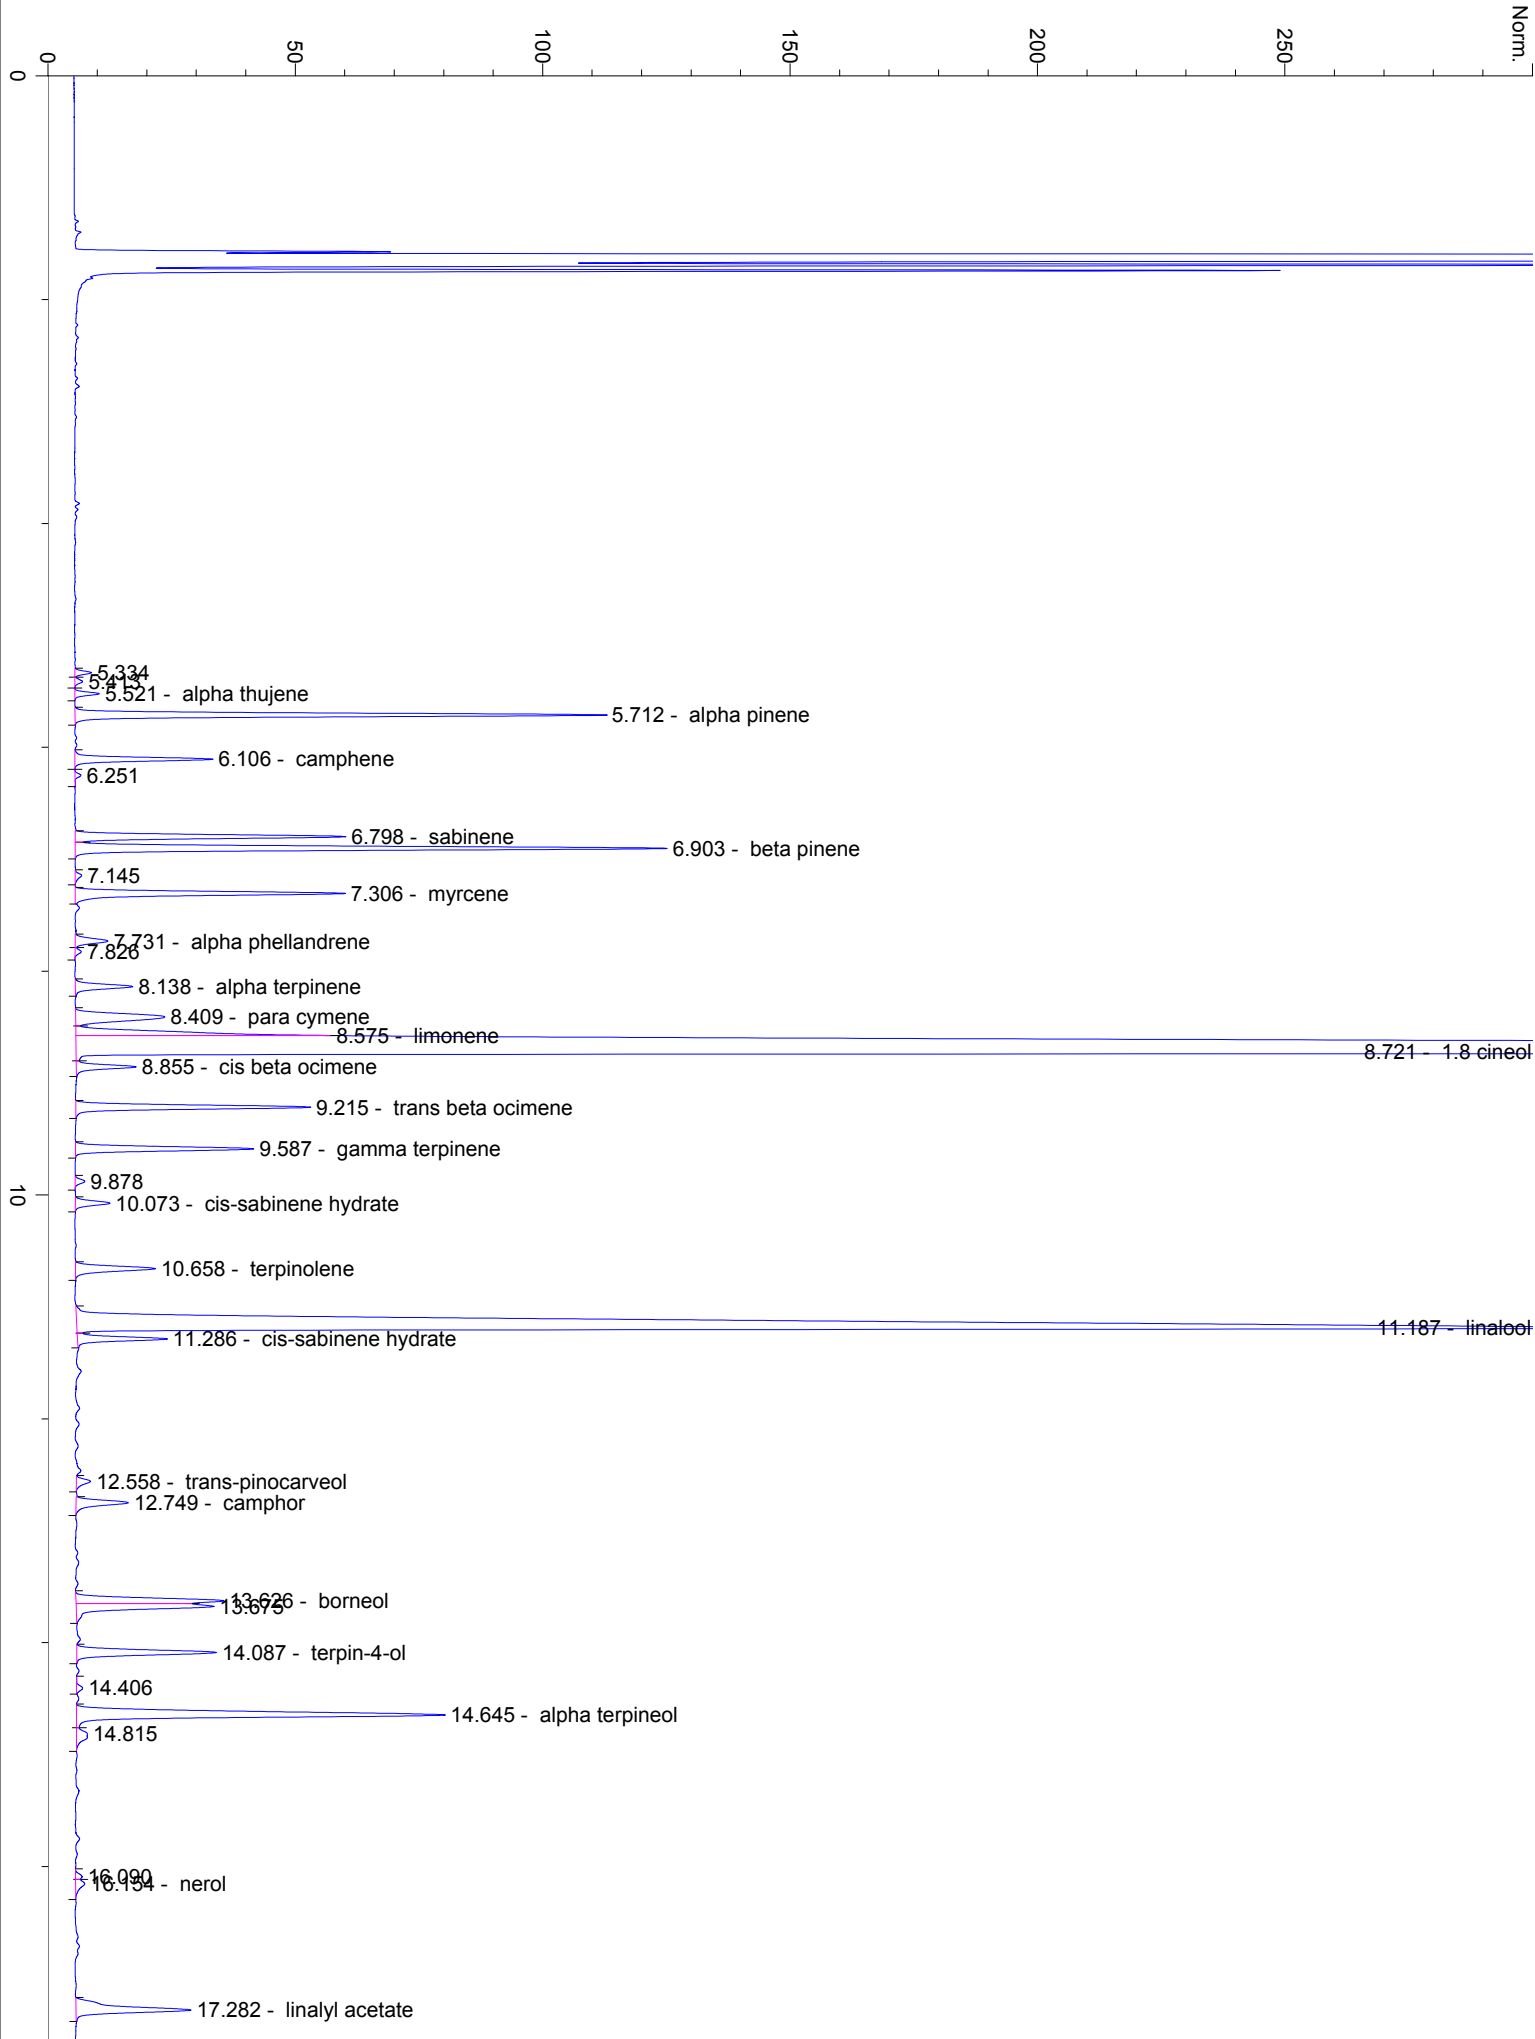 Norm.
0
50
100
150
200
250
0
5.334
5.413
5.521 - alpha thujene
5.712 - alpha pinene
6.106 - camphene
6.251
6.798 - sabinene
6.903 - beta pinene
7.145
7.306 - myrcene
7.731 - alpha phellandrene
7.826
8.138 - alpha terpinene
8.409 - para cymene
8.575 - limonene
8.721 - 1.8 cineol
8.855 - cis beta ocimene
9.215 - trans beta ocimene
9.587 - gamma terpinene
9.878
10
10.073 - cis-sabinene hydrate
10.658 - terpinolene
11.187 - linalool
11.286 - cis-sabinene hydrate
12.558 - trans-pinocarveol
12.749 - camphor
13.626 - borneol
13.675
14.087 - terpin-4-ol
14.406
14.645 - alpha terpineol
14.815
16.090
16.154 - nerol
17.282 - linalyl acetate